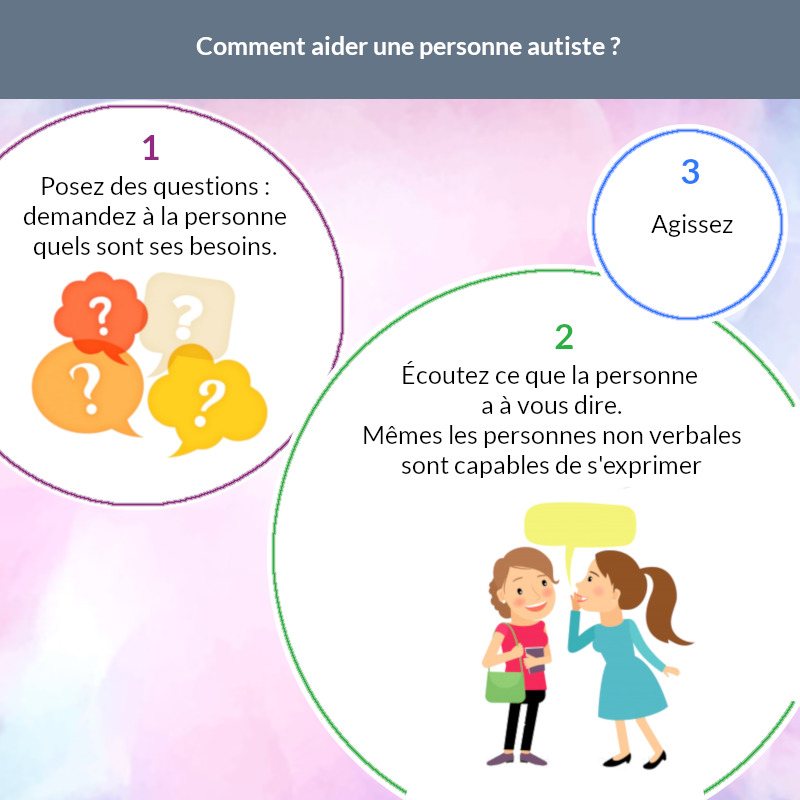 Comment aider une personne autiste ?
1
Posez des questions :
demandez à la personne
quels sont ses besoins.
? ?
? ?
2
Écoutez ce que la personne
a à vous dire.
Mêmes les personnes non verbales
sont capables de s'exprimer
3
Agissez